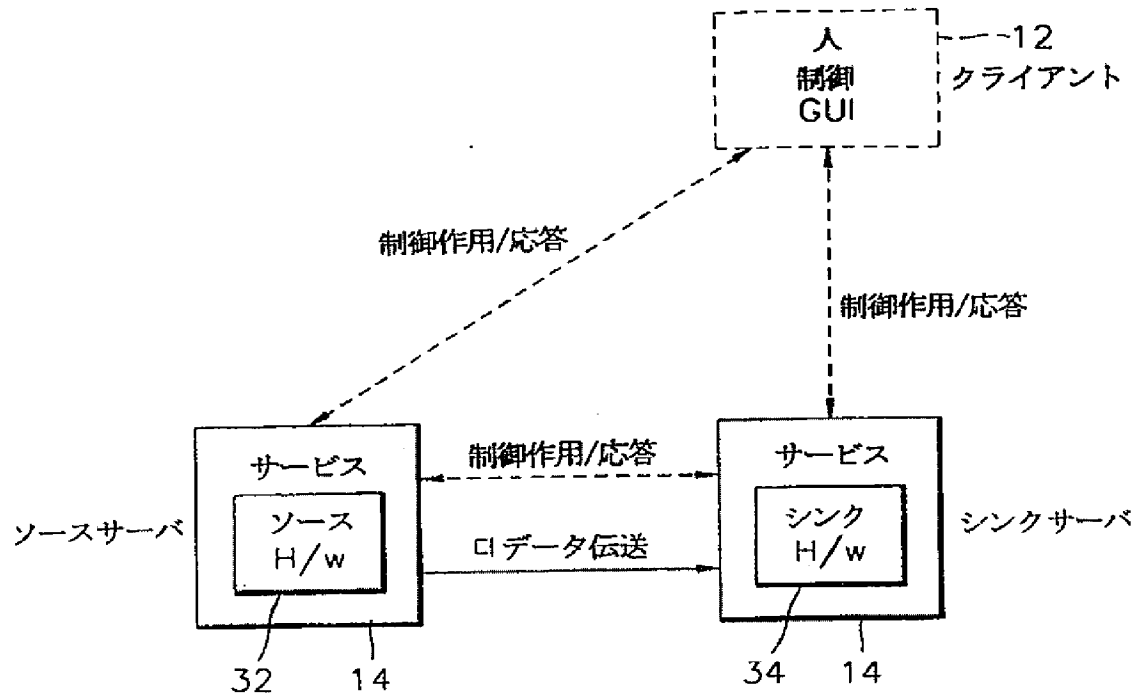 人
制御
GUI
12
クライアント
制御作用/応答
制御作用/応答
サービス
ソース
H/w
ソースサーバ
制御作用/応答
データ伝送
サービス
シンク
H/w
シンクサーバ
32
14
34
14